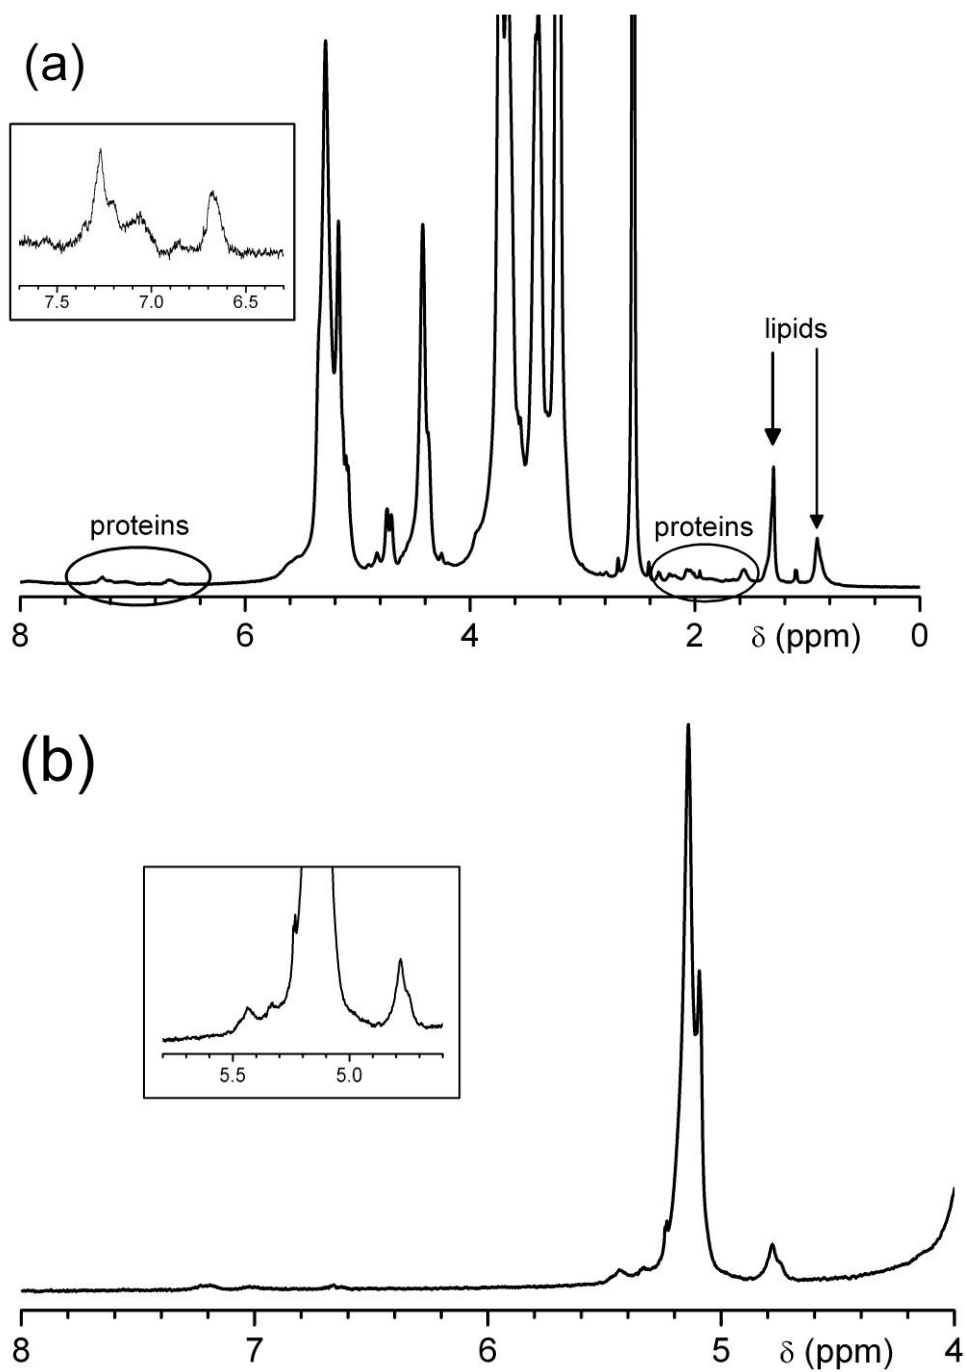 (a)
7.5 7.0 6.5
lipids
proteins
proteins
8 6 4 2 δ (ppm) 0
(b)
5.5 5.0
8 7 6 5 δ (ppm) 4